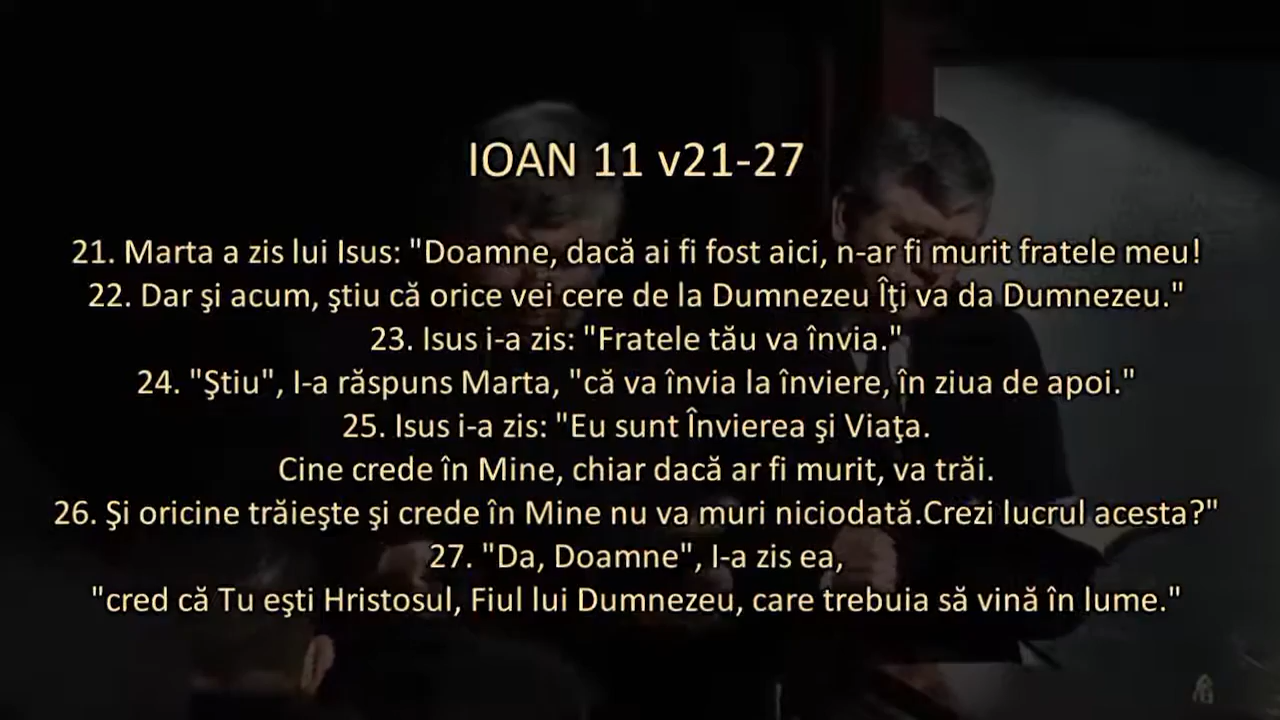 IOAN 11 v21-27
21. Marta a zis lui Isus: "Doamne, dacă ai fi fost aici, n-ar fi murit fratele meu!
22. Dar şi acum, ştiu că orice vei cere de la Dumnezeu Îţi va da Dumnezeu."
23. Isus i-a zis: "Fratele tău va învia."
24. "Ştiu", I-a răspuns Marta, "că va învia la înviere, în ziua de apoi."
25. Isus i-a zis: "Eu sunt Învierea şi Viaţa.
Cine crede în Mine, chiar dacă ar fi murit, va trăi.
26. Şi oricine trăieşte şi crede în Mine nu va muri niciodată.Crezi lucrul acesta?"
27. "Da, Doamne", I-a zis ea,
"cred că Tu eşti Hristosul, Fiul lui Dumnezeu, care trebuia să vină în lume."